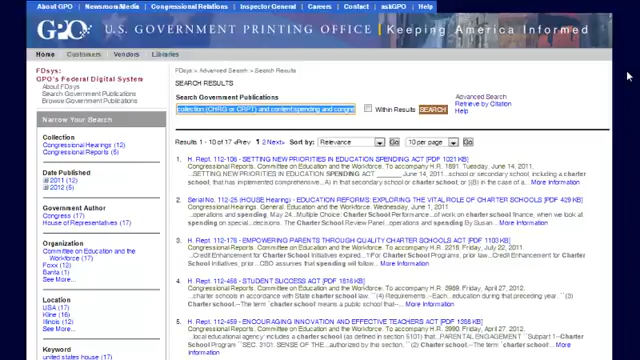 About GPO | Newsroom/Media | Congressional Relations | Inspector General | Careers | Contact | askGPO | Help
GPO U.S. GOVERNMENT PRINTING OFFICE | Keeping America Informed
Home Customers Vendors Libraries
FDsys:
GPO's Federal Digital System
About FDsys
Search Government Publications
Browse Government Publications
Narrow Your Search
Collection
Congressional Hearings (12)
Congressional Reports (5)
Date Published
2011 (12)
2012 (5)
Government Author
Congress (17)
House of Representatives (17)
Organization
Committee on Education and the
Workforce (17)
Foxx (12)
Banta (1)
See More...
Location
USA (17)
Kline (16)
Illinois (12)
See More...
Keyword
united states house (17)
FDsys > Advanced Search > Search Results
SEARCH RESULTS
Search Government Publications
collection:(CHRG or CRPT) and content:spending and congre
Within Results SEARCH
Advanced Search
Retrieve by Citation
Help
Results 1 - 10 of 17 <Prev 1 2 Next> Sort by: Relevance Go 10 per page Go
1. H. Rept. 112-106 - SETTING NEW PRIORITIES IN EDUCATION SPENDING ACT [PDF 1021 KB]
Congressional Reports. Committee on Education and the Workforce. To accompany H.R. 1891. Tuesday, June 14, 2011.
...SETTING NEW PRIORITIES IN EDUCATION SPENDING ACT June 14, 2011. ...school or secondary school, including a charter
school, that has implemented comprehensive...A) in that secondary school or charter school, or [(B) in the case of a... More Information
2. Serial No. 112-25 (HOUSE Hearing) - EDUCATION REFORMS: EXPLORING THE VITAL ROLE OF CHARTER SCHOOLS [PDF 429 KB]
Congressional Hearings. General. Education and the Workforce. Wednesday, June 1, 2011
...operations and spending. May 24...Multiple Choice: Charter School Performance...of work on charter school finance, when we look at
spending on...The Charter School Review Panel...operations and spending By Susan... More Information
3. H. Rept. 112-178 - EMPOWERING PARENTS THROUGH QUALITY CHARTER SCHOOLS ACT [PDF 1103 KB]
Congressional Reports. Committee on Education and the Workforce. To accompany H.R. 2218. Friday, July 22, 2011.
...Credit Enhancement for Charter School Initiatives expired...1For Charter School Programs, prior year...Credit Enhancement for Charter
School Initiatives, prior...CBO assumes that spending will follow... More Information
4. H. Rept. 112-458 - STUDENT SUCCESS ACT [PDF 1816 KB]
Congressional Reports. Committee on Education and the Workforce. To accompany H.R. 3989. Friday, April 27, 2012.
...charter schools in accordance with State charter school law. ``(4) Requirements.--Each...education during that preceding year. ``(3)
Charter school.--The term `charter school' means a public school that... More Information
5. H. Rept. 112-459 - ENCOURAGING INNOVATION AND EFFECTIVE TEACHERS ACT [PDF 1358 KB]
Congressional Reports. Committee on Education and the Workforce. To accompany H.R. 3990. Friday, April 27, 2012.
...local educational agency' includes a charter school (as defined in section 5101) that...PARENTAL ENGAGEMENT ``Subpart 1--Charter
School Program ``SEC. 3101. SENSE OF THE...authorized by this section. ``(2) Charter school.--The term `charter school'... More
Information